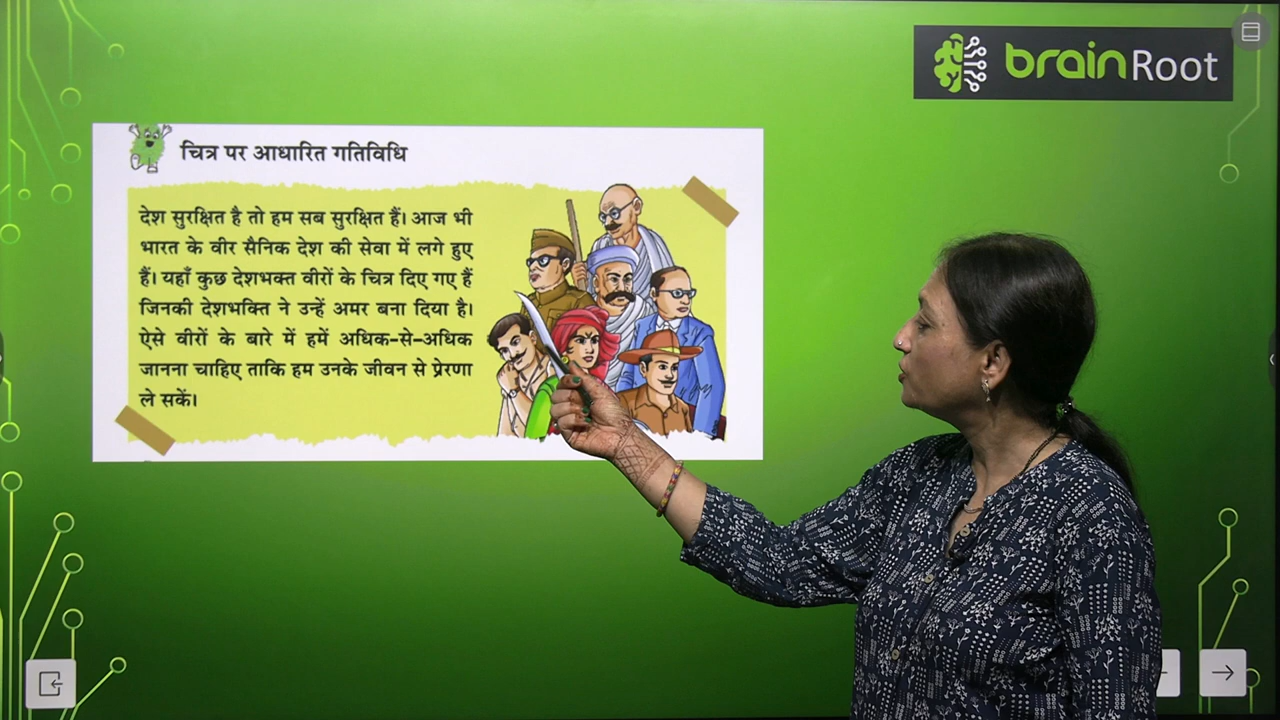 brainRoot
चित्र पर आधारित गतिविधि
देश सुरक्षित है तो हम सब सुरक्षित हैं। आज भी
भारत के वीर सैनिक देश की सेवा में लगे हुए
हैं। यहाँ कुछ देशभक्त वीरों के चित्र दिए गए हैं
जिनकी देशभक्ति ने उन्हें अमर बना दिया है।
ऐसे वीरों के बारे में हमें अधिक-से-अधिक
जानना चाहिए ताकि हम उनके जीवन से प्रेरणा
ले सकें।